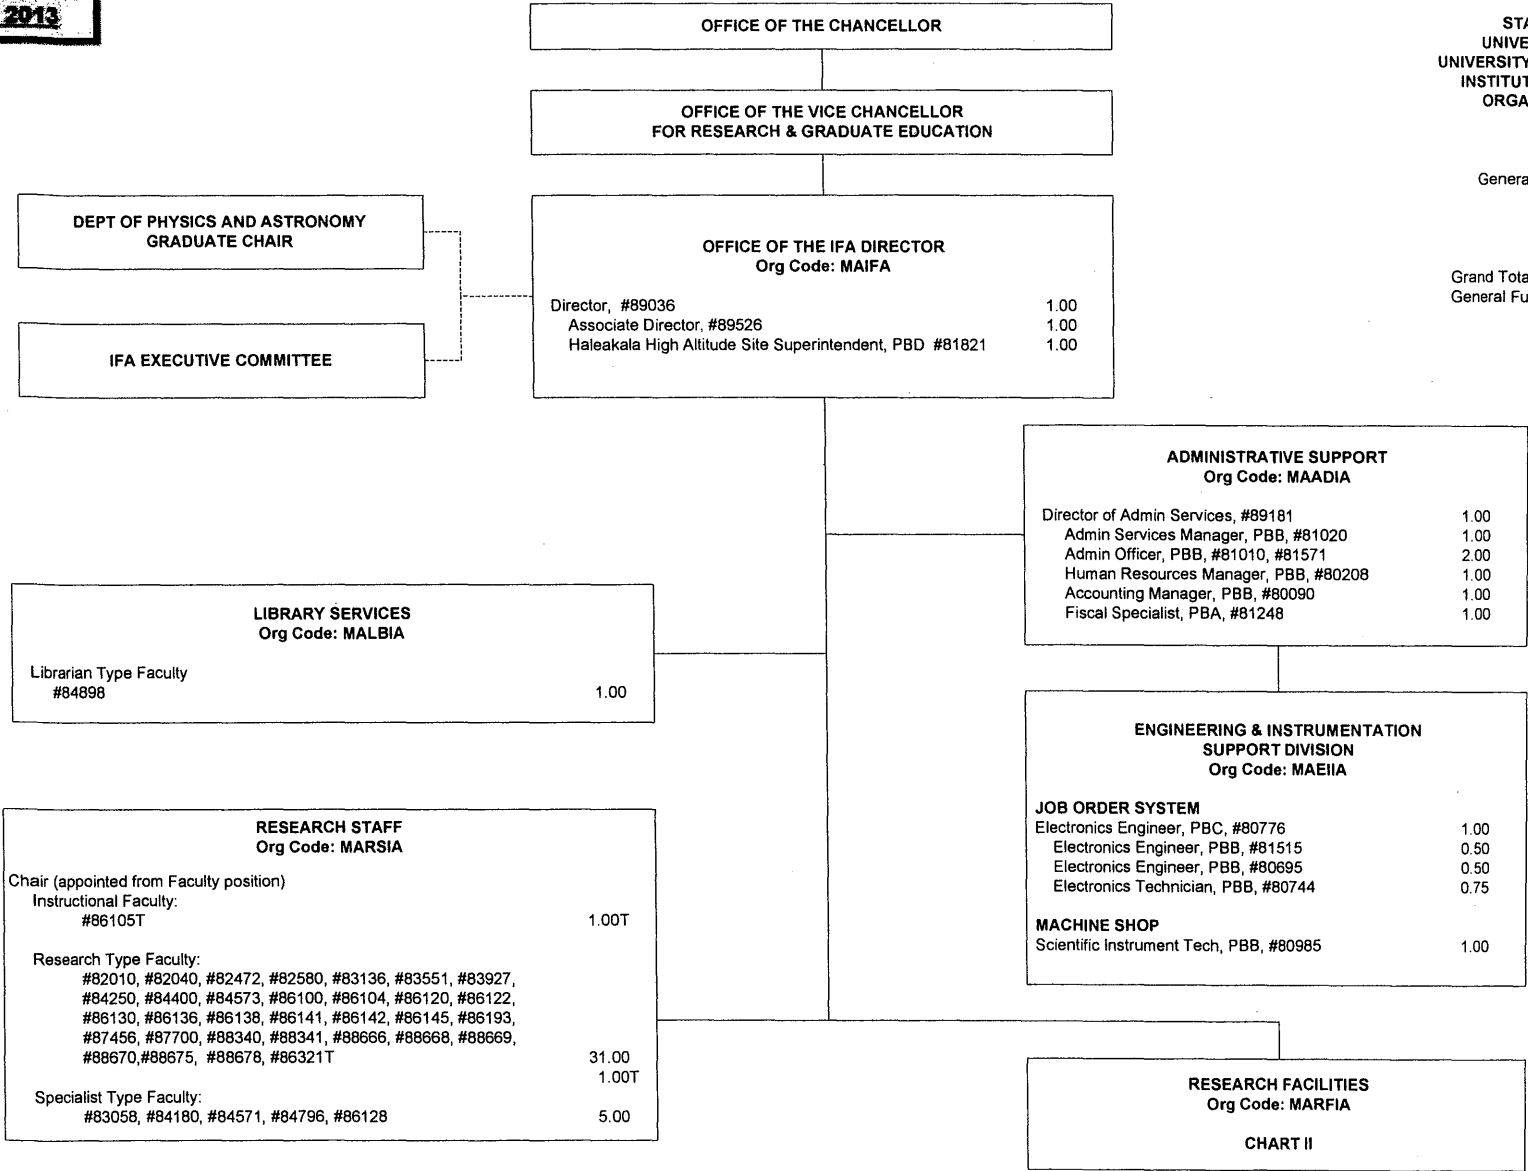 2013
OFFICE OF THE CHANCELLOR
STA
UNIVE
UNIVERSITY
INSTITUT
ORGA
OFFICE OF THE VICE CHANCELLOR
FOR RESEARCH & GRADUATE EDUCATION
Genera
Grand Tota
General Fu
DEPT OF PHYSICS AND ASTRONOMY
GRADUATE CHAIR
IFA EXECUTIVE COMMITTEE
OFFICE OF THE IFA DIRECTOR
Org Code: MAIFA
Director, #89036 1.00
Associate Director, #89526 1.00
Haleakala High Altitude Site Superintendent, PBD #81821 1.00
ADMINISTRATIVE SUPPORT
Org Code: MAADIA
Director of Admin Services, #89181 1.00
Admin Services Manager, PBB, #81020 1.00
Admin Officer, PBB, #81010, #81571 2.00
Human Resources Manager, PBB, #80208 1.00
Accounting Manager, PBB, #80090 1.00
Fiscal Specialist, PBA, #81248 1.00
LIBRARY SERVICES
Org Code: MALBIA
Librarian Type Faculty
#84898 1.00
ENGINEERING & INSTRUMENTATION
SUPPORT DIVISION
Org Code: MAEIIA
JOB ORDER SYSTEM
Electronics Engineer, PBC, #80776 1.00
Electronics Engineer, PBB, #81515 0.50
Electronics Engineer, PBB, #80695 0.50
Electronics Technician, PBB, #80744 0.75
MACHINE SHOP
Scientific Instrument Tech, PBB, #80985 1.00
RESEARCH STAFF
Org Code: MARSIA
Chair (appointed from Faculty position)
Instructional Faculty:
#86105T 1.00T
Research Type Faculty:
#82010, #82040, #82472, #82580, #83136, #83551, #83927,
#84250, #84400, #84573, #86100, #86104, #86120, #86122,
#86130, #86136, #86138, #86141, #86142, #86145, #86193,
#87456, #87700, #88340, #88341, #88666, #88668, #88669,
#88670,#88675, #88678, #86321T 31.00
1.00T
Specialist Type Faculty:
#83058, #84180, #84571, #84796, #86128 5.00
RESEARCH FACILITIES
Org Code: MARFIA
CHART II